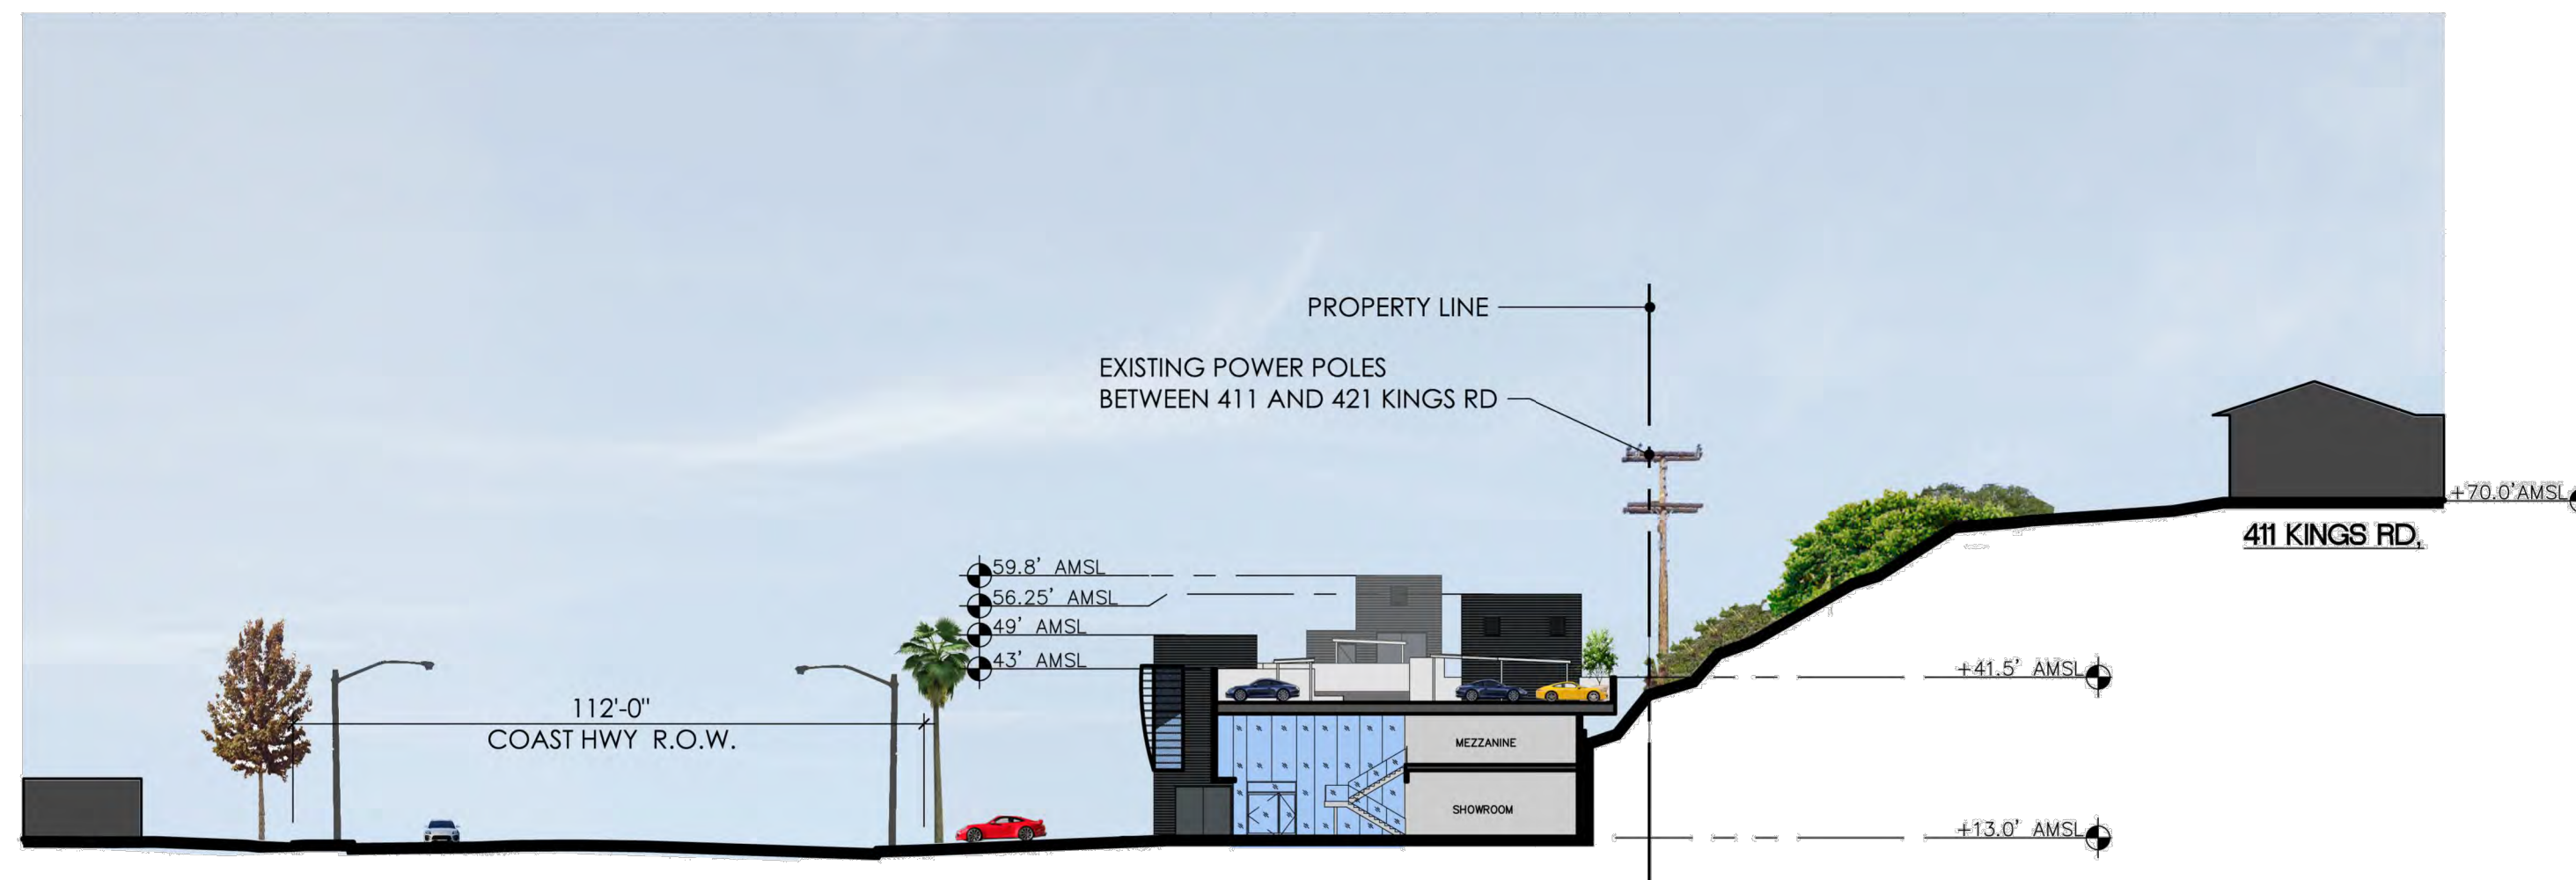 PROPERTY LINE
EXISTING POWER POLES
BETWEEN 411 AND 421 KINGS RD
+70.0' AMSL
411 KINGS RD,
59.8' AMSL
56.25' AMSL
49' AMSL
43' AMSL
+41.5' AMSL
112'-0"
COAST HWY R.O.W.
MEZZANINE
SHOWROOM
+13.0' AMSL